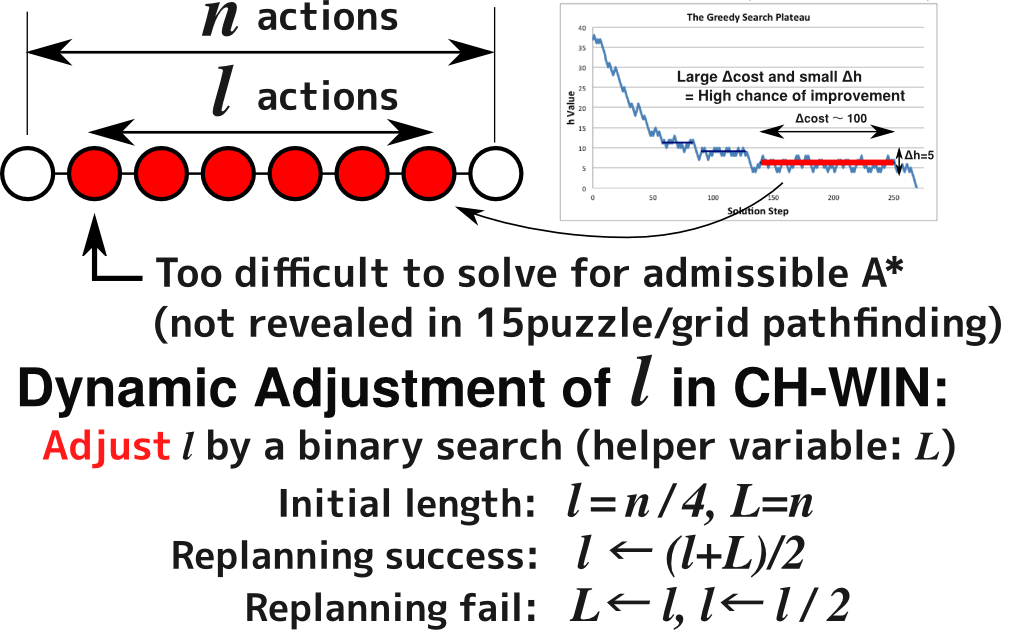 n actions
l actions
The Greedy Search Plateau
40
35
30
25
20
15
10
5
0
h Value
Large Δcost and small Δh
= High chance of improvement
Δcost ~ 100
Δh=5
0 50 100 150 200 250
Solution Step
Too difficult to solve for admissible A*
(not revealed in 15puzzle/grid pathfinding)
Dynamic Adjustment of l in CH-WIN:
Adjust l by a binary search (helper variable: L)
Initial length: l = n / 4, L=n
Replanning success: l ← (l+L)/2
Replanning fail: L ← l, l ← l / 2